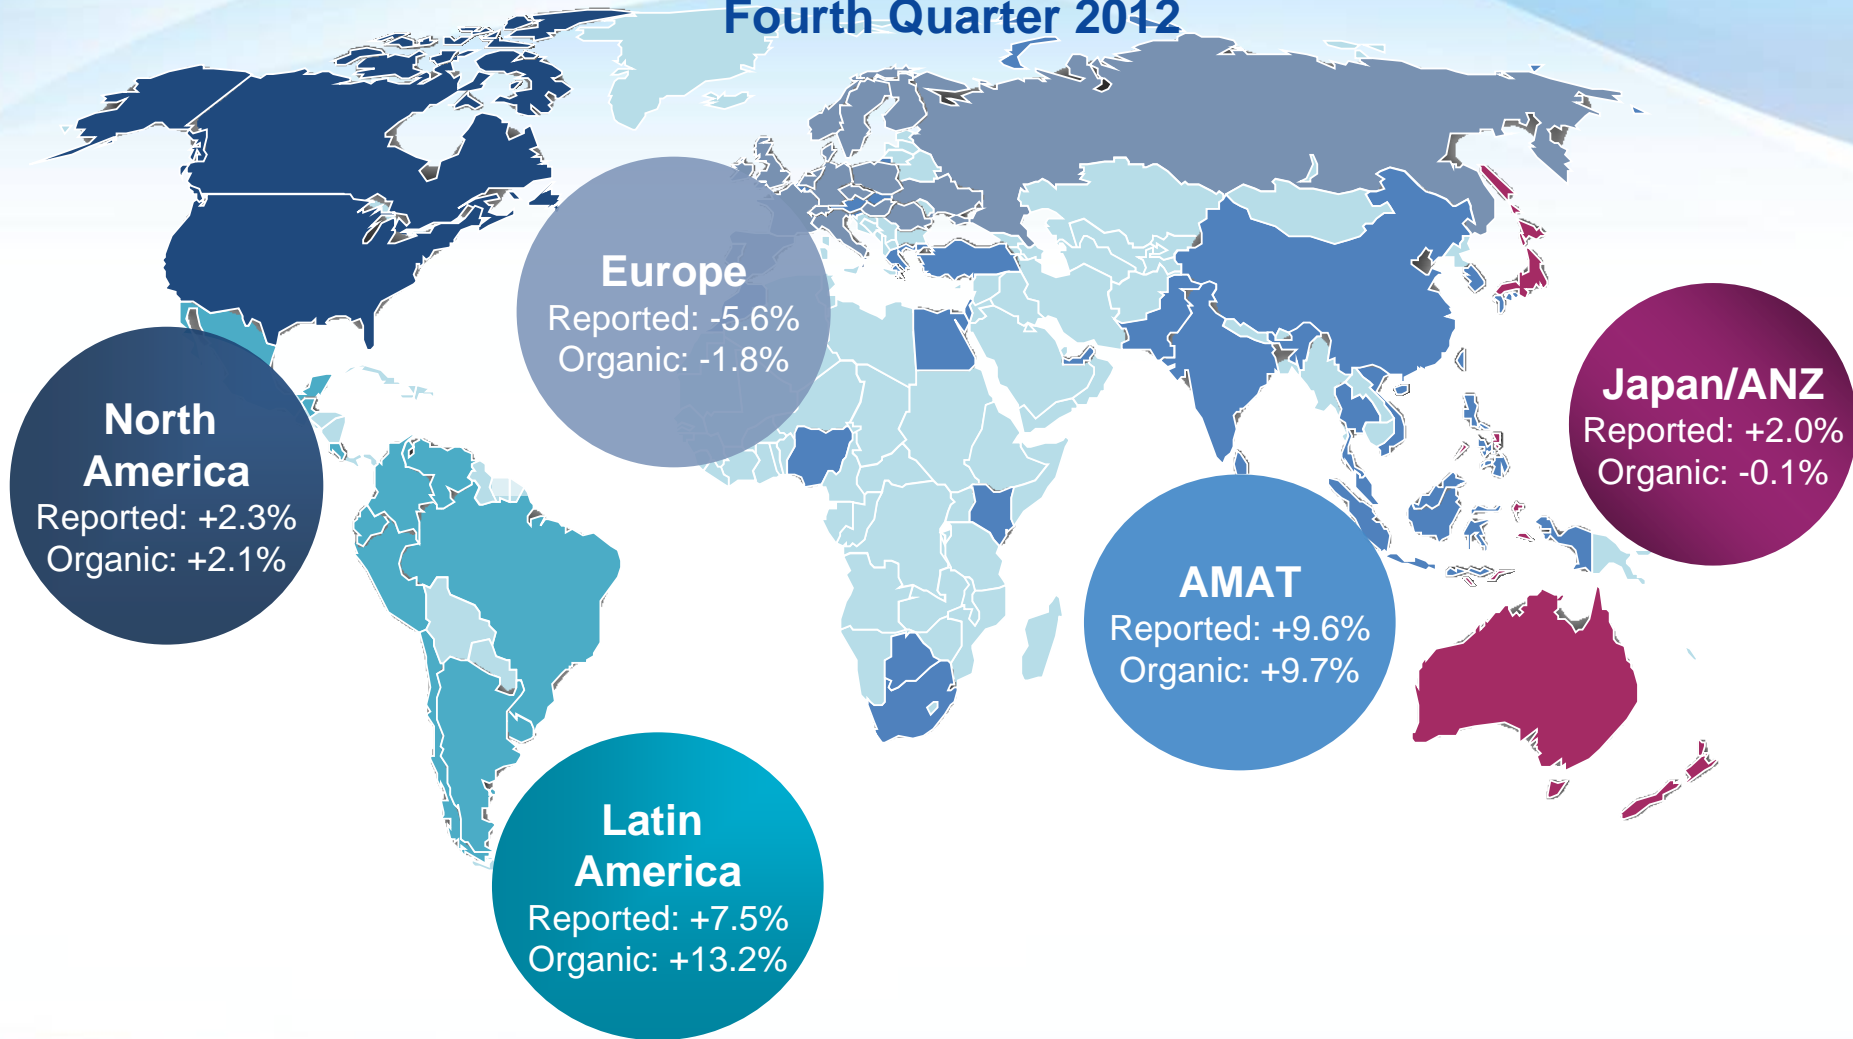 Fourth Quarter 2012
Europe
Reported: -5.6%
Organic: -1.8%
North
America
Reported: +2.3%
Organic: +2.1%
Japan/ANZ
Reported: +2.0%
Organic: -0.1%
AMAT
Reported: +9.6%
Organic: +9.7%
Latin
America
Reported: +7.5%
Organic: +13.2%